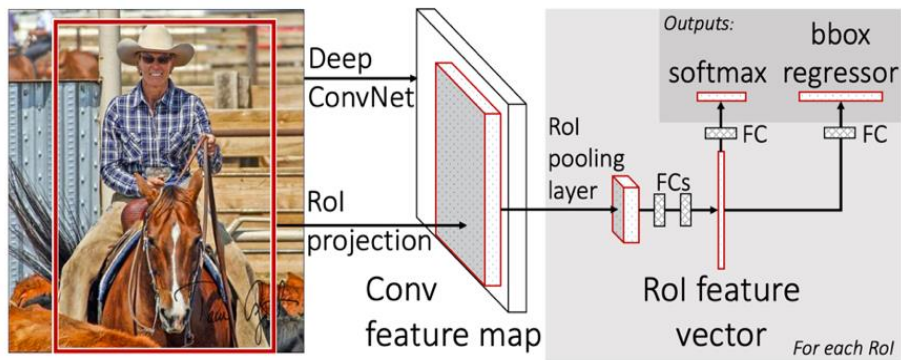 Outputs:
bbox
softmax regressor
Deep
ConvNet
RoI
pooling
layer
FC
FC
FCs
RoI
projection
Conv
feature map
RoI feature
vector
For each RoI